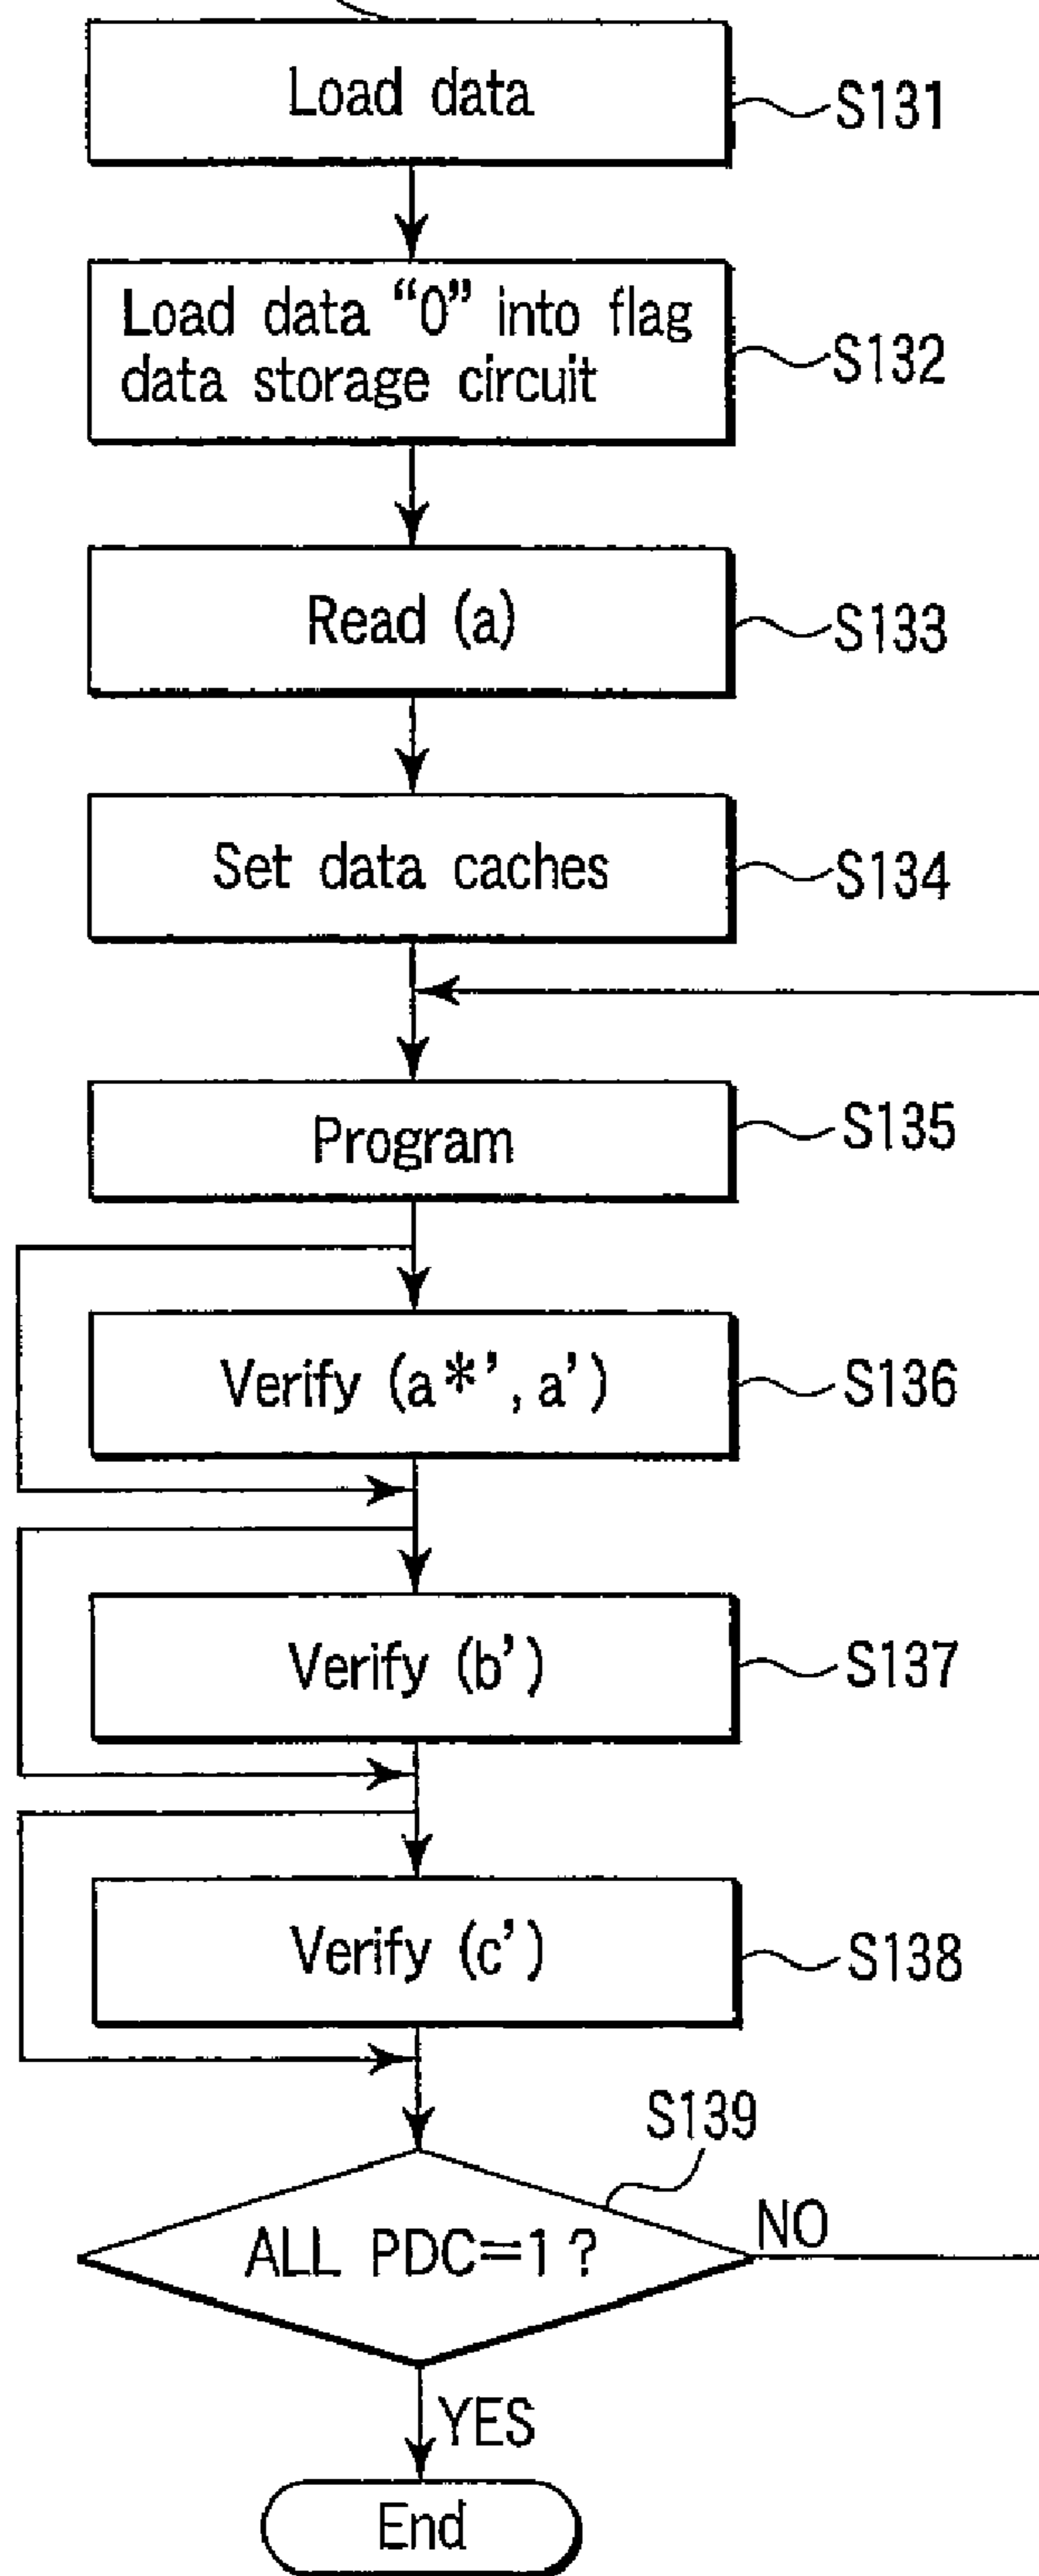 Load data
S131
Load data “0” into flag
data storage circuit
S132
Read (a)
S133
Set data caches
S134
Program
S135
Verify (a*’, a’)
S136
Verify (b’)
S137
Verify (c’)
S138
S139
ALL PDC=1 ?
NO
YES
End